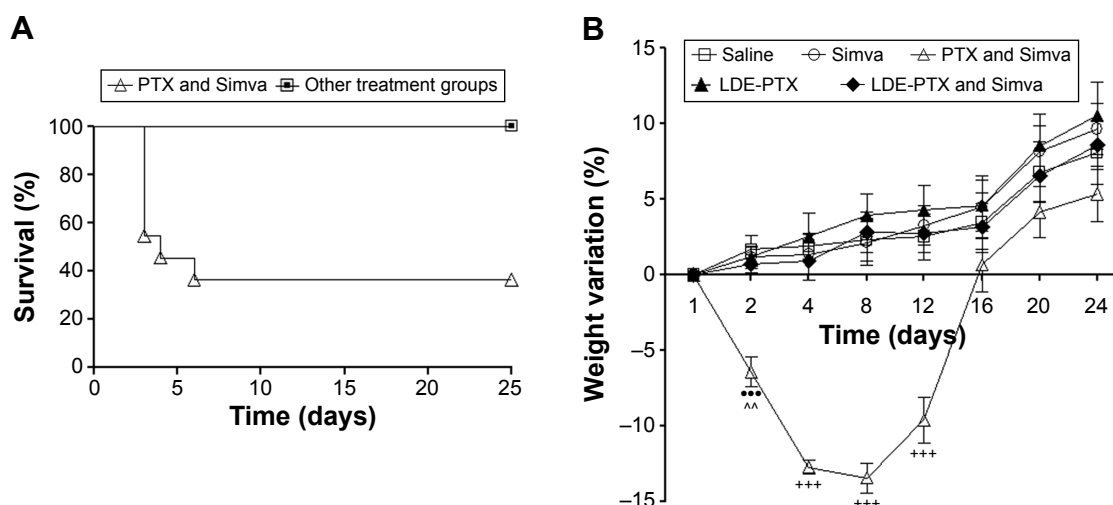 A
PTX and Simva Other treatment groups
100
80
60
40
20
0
Survival (%)
0 5 10 15 20 25
Time (days)
B
Saline Simva PTX and Simva
LDE-PTX LDE-PTX and Simva
15
10
5
0
–5
–10
–15
Weight variation (%)
1 2 4 8 12 16 20 24
Time (days)
•••
^^
+++
+++
+++